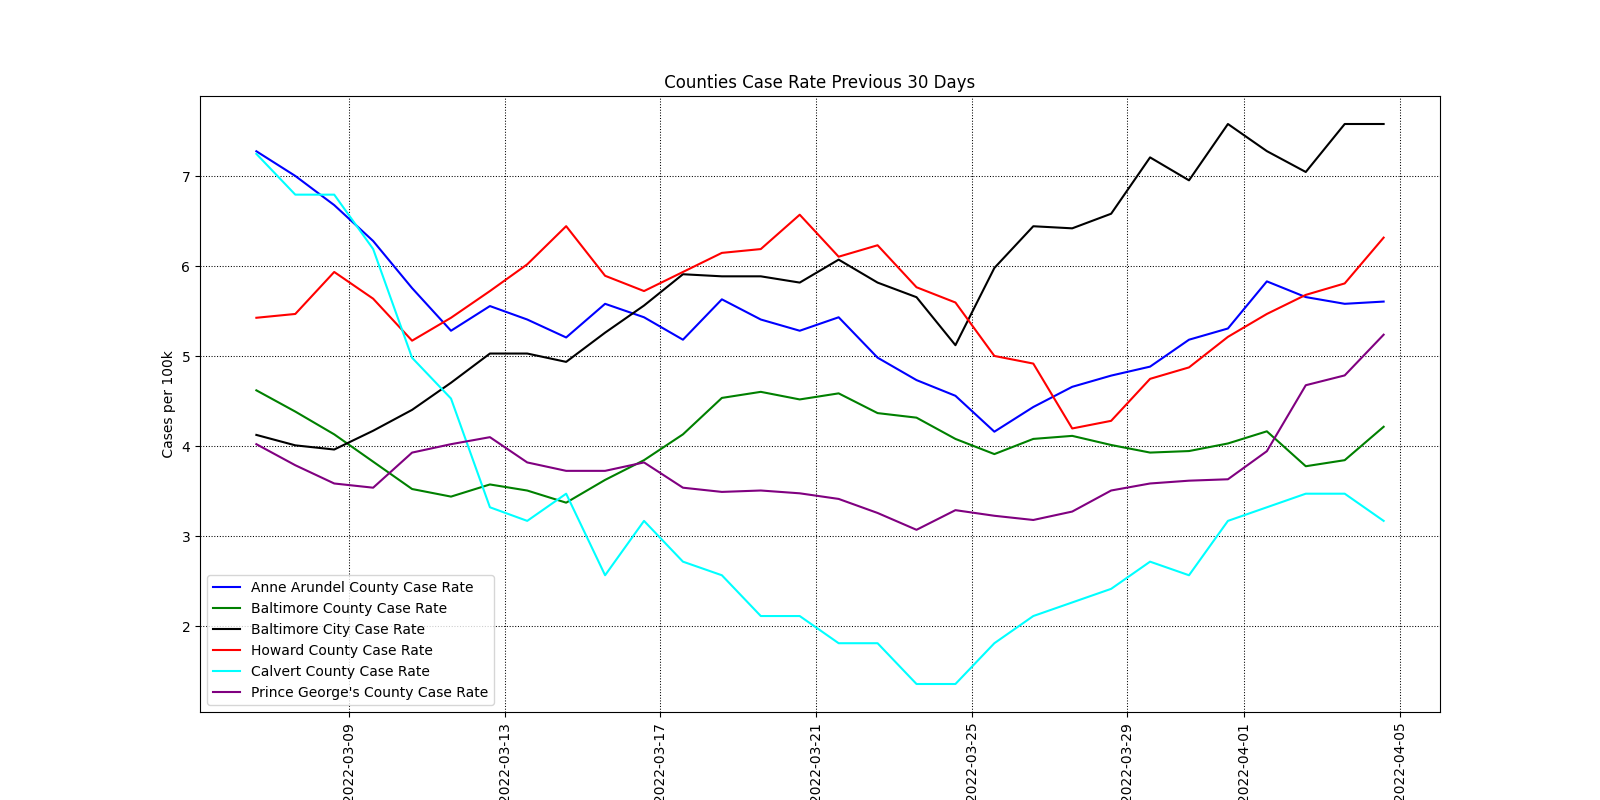 Counties Case Rate Previous 30 Days
Cases per 100k
7
6
5
4
3
2
Anne Arundel County Case Rate
Baltimore County Case Rate
Baltimore City Case Rate
Howard County Case Rate
Calvert County Case Rate
Prince George's County Case Rate
2022-03-09
2022-03-13
2022-03-17
2022-03-21
2022-03-25
2022-03-29
2022-04-01
2022-04-05